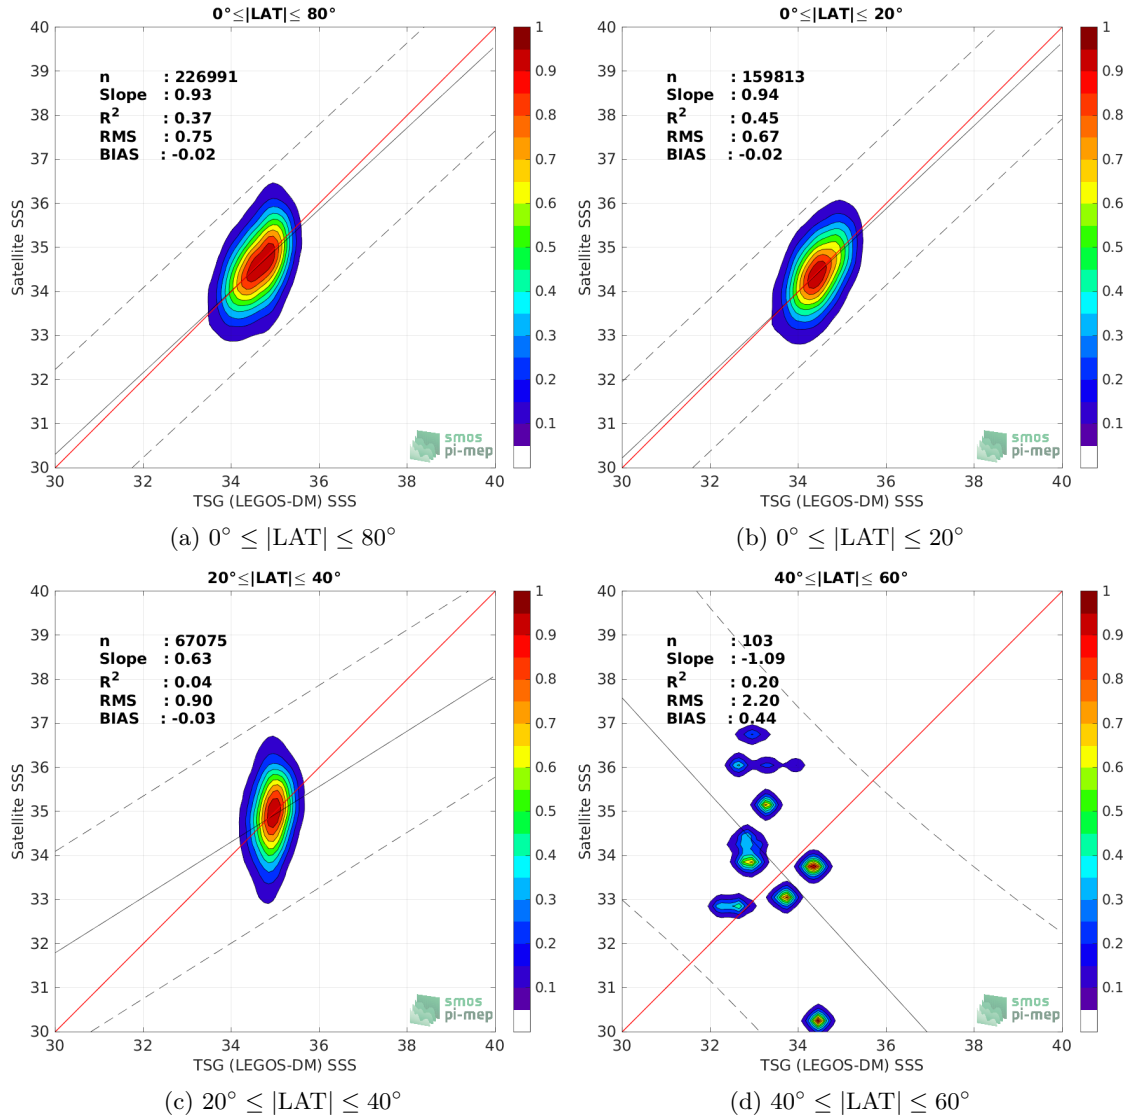 0°≤|LAT|≤ 80°
40
39
38
37
36
35
34
33
32
31
30
Satellite SSS
n : 226991
Slope : 0.93
R² : 0.37
RMS : 0.75
BIAS : -0.02
smos
pi-mep
30 32 34 36 38 40
TSG (LEGOS-DM) SSS
1
0.9
0.8
0.7
0.6
0.5
0.4
0.3
0.2
0.1
(a) 0° ≤ |LAT| ≤ 80°
0°≤|LAT|≤ 20°
40
39
38
37
36
35
34
33
32
31
30
Satellite SSS
n : 159813
Slope : 0.94
R² : 0.45
RMS : 0.67
BIAS : -0.02
smos
pi-mep
30 32 34 36 38 40
TSG (LEGOS-DM) SSS
1
0.9
0.8
0.7
0.6
0.5
0.4
0.3
0.2
0.1
(b) 0° ≤ |LAT| ≤ 20°
20°≤|LAT|≤ 40°
40
39
38
37
36
35
34
33
32
31
30
Satellite SSS
n : 67075
Slope : 0.63
R² : 0.04
RMS : 0.90
BIAS : -0.03
smos
pi-mep
30 32 34 36 38 40
TSG (LEGOS-DM) SSS
1
0.9
0.8
0.7
0.6
0.5
0.4
0.3
0.2
0.1
(c) 20° ≤ |LAT| ≤ 40°
40°≤|LAT|≤ 60°
40
39
38
37
36
35
34
33
32
31
30
Satellite SSS
n : 103
Slope : -1.09
R² : 0.20
RMS : 2.20
BIAS : 0.44
smos
pi-mep
30 32 34 36 38 40
TSG (LEGOS-DM) SSS
1
0.9
0.8
0.7
0.6
0.5
0.4
0.3
0.2
0.1
(d) 40° ≤ |LAT| ≤ 60°